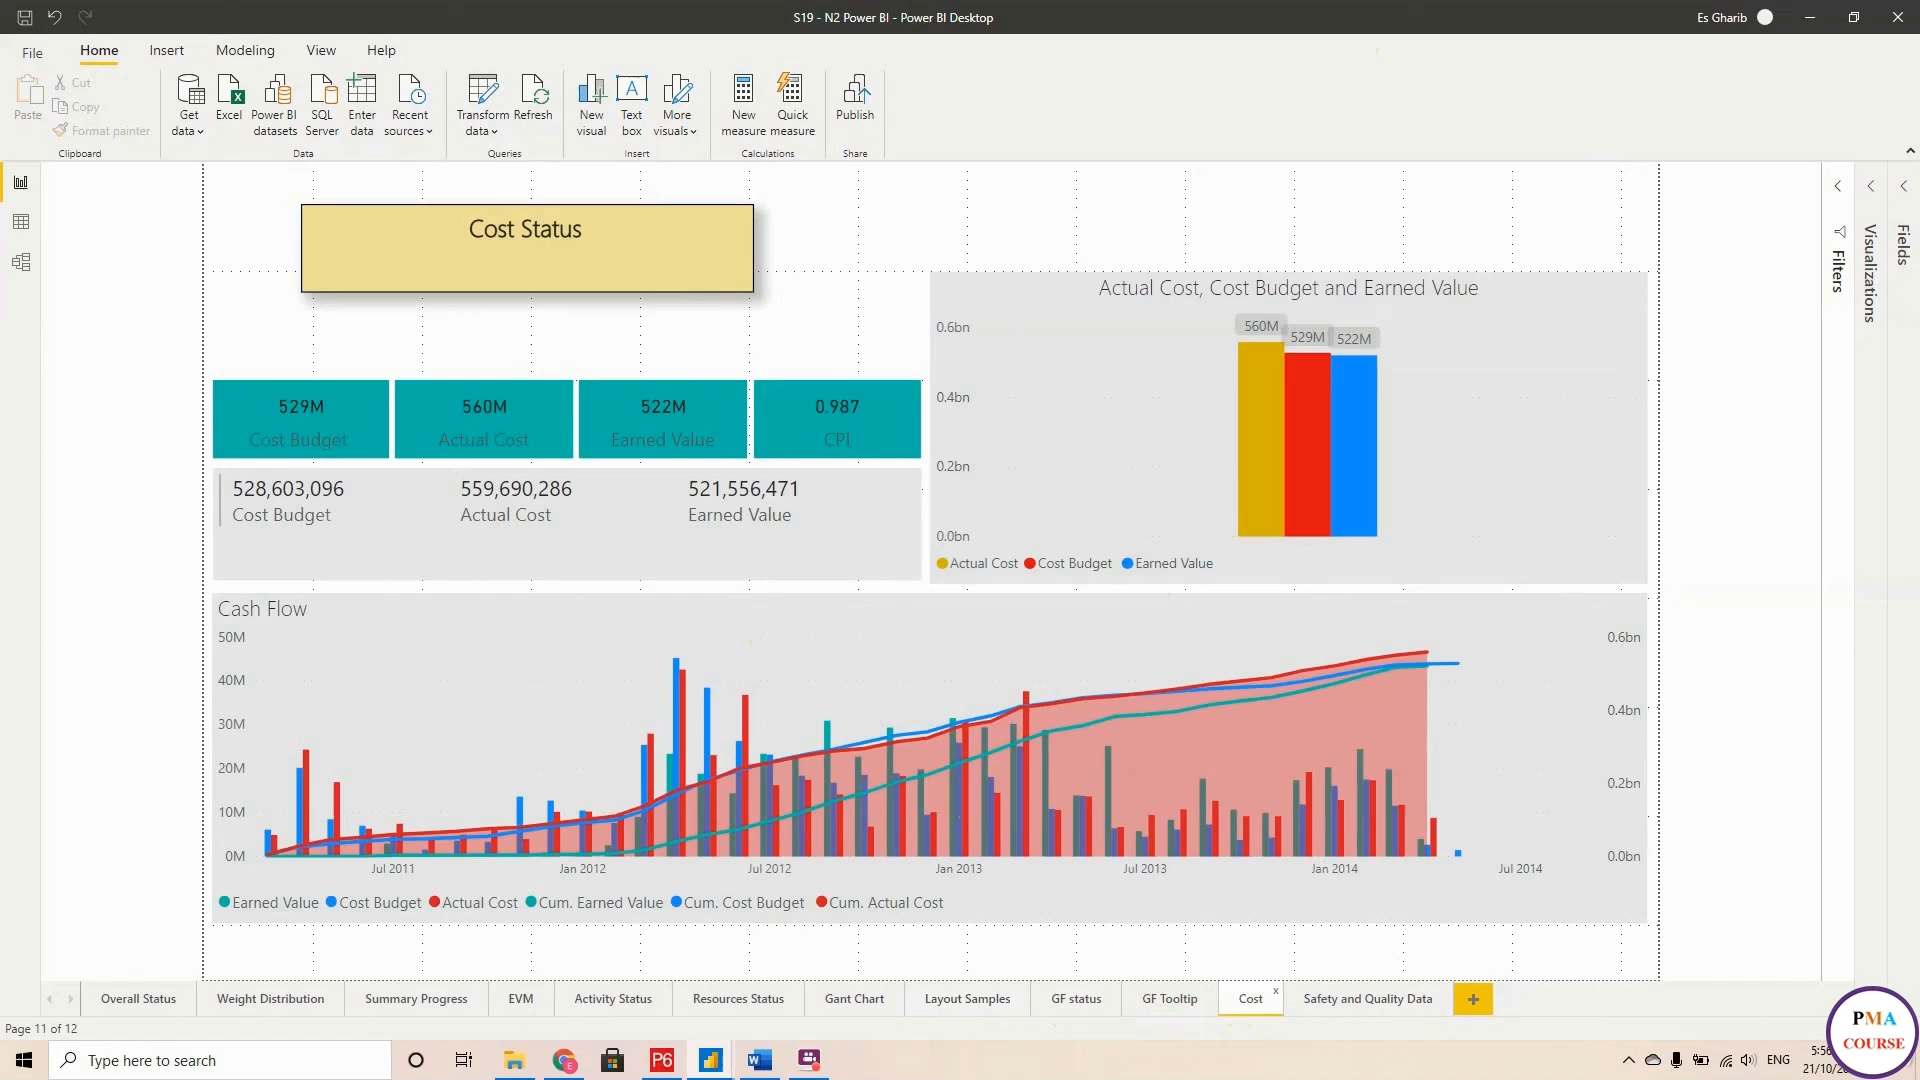 S19 - N2 Power BI - Power BI Desktop
Es Gharib
File
Home
Insert
Modeling
View
Help
Paste
Cut
Copy
Format painter
Clipboard
Get data
Excel
Power BI datasets
SQL Server
Enter data
Recent sources
Data
Transform data
Refresh
Queries
New visual
Text box
More visuals
Insert
New measure
Quick measure
Calculations
Publish
Share
Filters
Visualizations
Fields
Cost Status
529M
Cost Budget
560M
Actual Cost
522M
Earned Value
0.987
CPI
528,603,096
Cost Budget
559,690,286
Actual Cost
521,556,471
Earned Value
Actual Cost, Cost Budget and Earned Value
0.6bn
0.4bn
0.2bn
0.0bn
560M
529M
522M
Actual Cost
Cost Budget
Earned Value
Cash Flow
50M
40M
30M
20M
10M
0M
0.6bn
0.4bn
0.2bn
0.0bn
Jul 2011
Jan 2012
Jul 2012
Jan 2013
Jul 2013
Jan 2014
Jul 2014
Earned Value
Cost Budget
Actual Cost
Cum. Earned Value
Cum. Cost Budget
Cum. Actual Cost
Overall Status
Weight Distribution
Summary Progress
EVM
Activity Status
Resources Status
Gant Chart
Layout Samples
GF status
GF Tooltip
Cost
Safety and Quality Data
Page 11 of 12
Type here to search
P6
W
ENG
PMA
COURSE